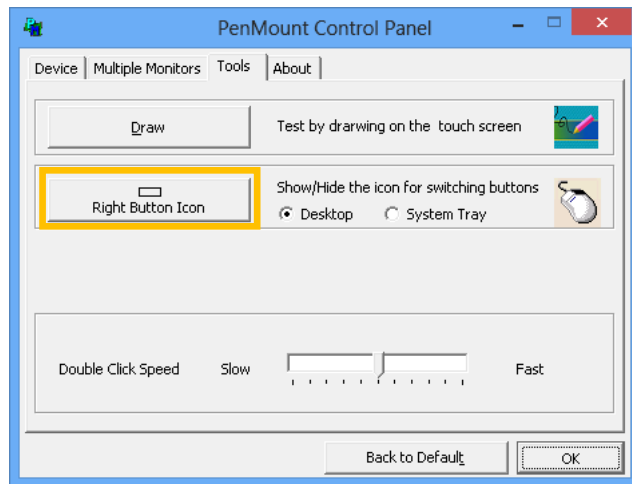 PenMount Control Panel
Device Multiple Monitors Tools About
Draw Test by drarwing on the touch screen
Right Button Icon Show/Hide the icon for switching buttons
Desktop System Tray
Double Click Speed Slow Fast
Back to Default OK